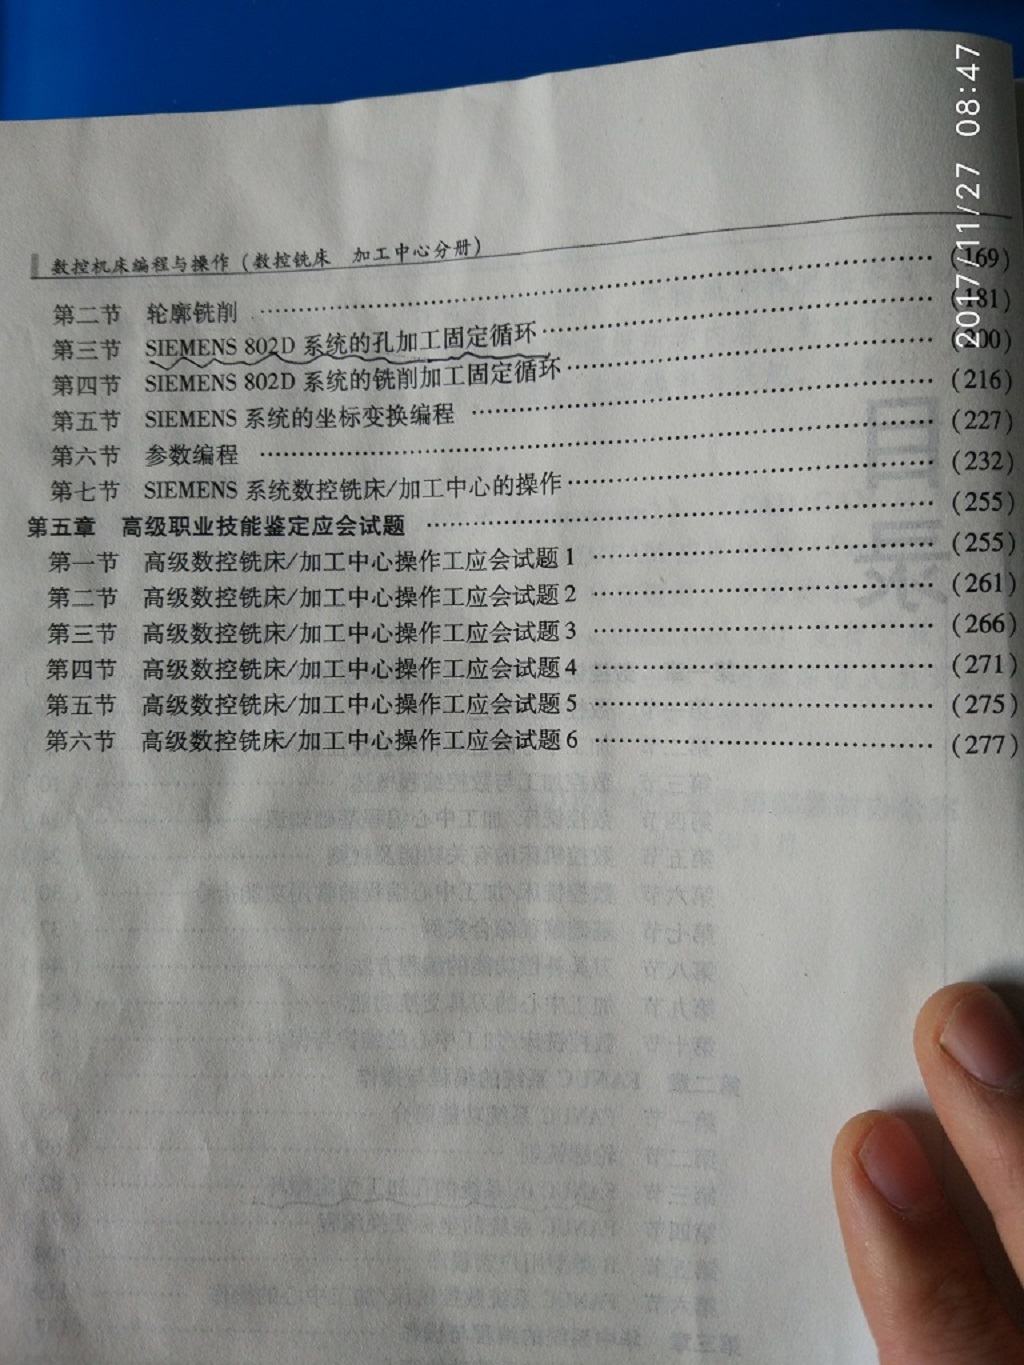 数控机床编程与操作(数控铣床 加工中心分册)
第二节 轮廓铣削 ………………………………(169)
第三节 SIEMENS 802D 系统的孔加工固定循环 ………………………………(181)
第四节 SIEMENS 802D 系统的铣削加工固定循环 ………………………………(200)
第五节 SIEMENS 系统的坐标变换编程 ………………………………(216)
第六节 参数编程 ………………………………(227)
第七节 SIEMENS 系统数控铣床/加工中心的操作 ………………………………(232)
第五章 高级职业技能鉴定应会试题 ………………………………(255)
第一节 高级数控铣床/加工中心操作工应会试题1 ………………………………(255)
第二节 高级数控铣床/加工中心操作工应会试题2 ………………………………(261)
第三节 高级数控铣床/加工中心操作工应会试题3 ………………………………(266)
第四节 高级数控铣床/加工中心操作工应会试题4 ………………………………(271)
第五节 高级数控铣床/加工中心操作工应会试题5 ………………………………(275)
第六节 高级数控铣床/加工中心操作工应会试题6 ………………………………(277)
2017/11/27 08:47